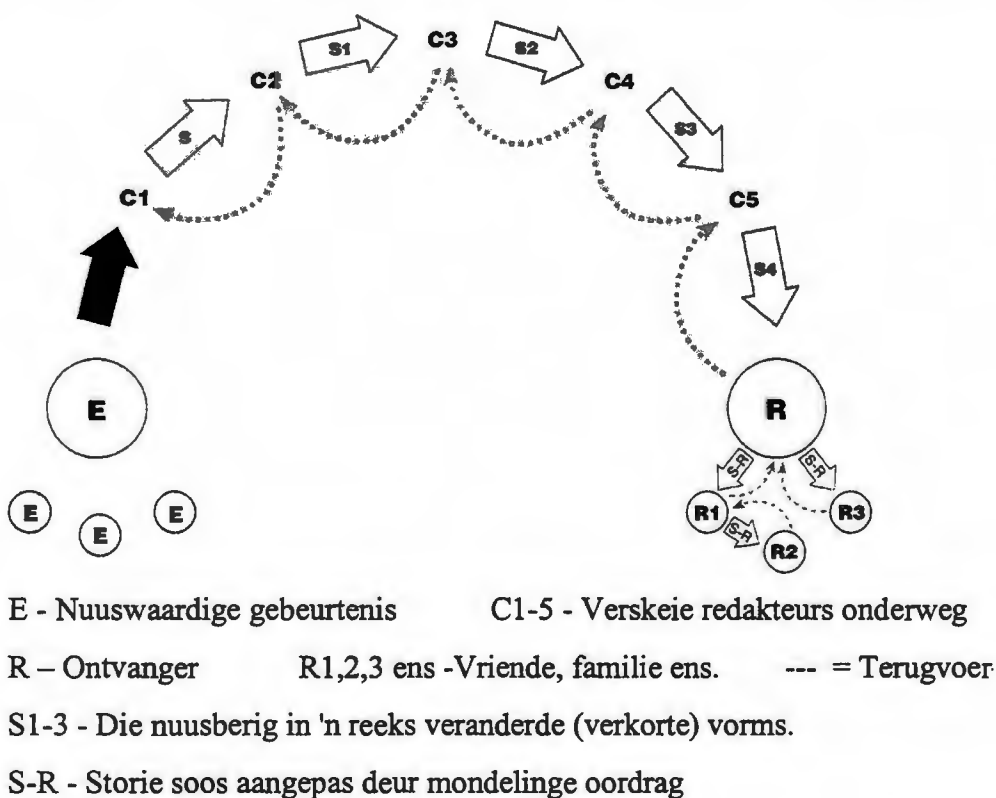 C3
S1
S2
C2
C4
S
S3
C1
C5
S4
E
R
S-R
S-R
E
E
E
R1
R3
S-R
R2
E - Nuuswaardige gebeurtenis C1-5 - Verskeie redakteurs onderweg
R – Ontvanger R1,2,3 ens -Vriende, familie ens. --- = Terugvoer
S1-3 - Die nuusberig in 'n reeks veranderde (verkorte) vorms.
S-R - Storie soos aangepas deur mondelinge oordrag